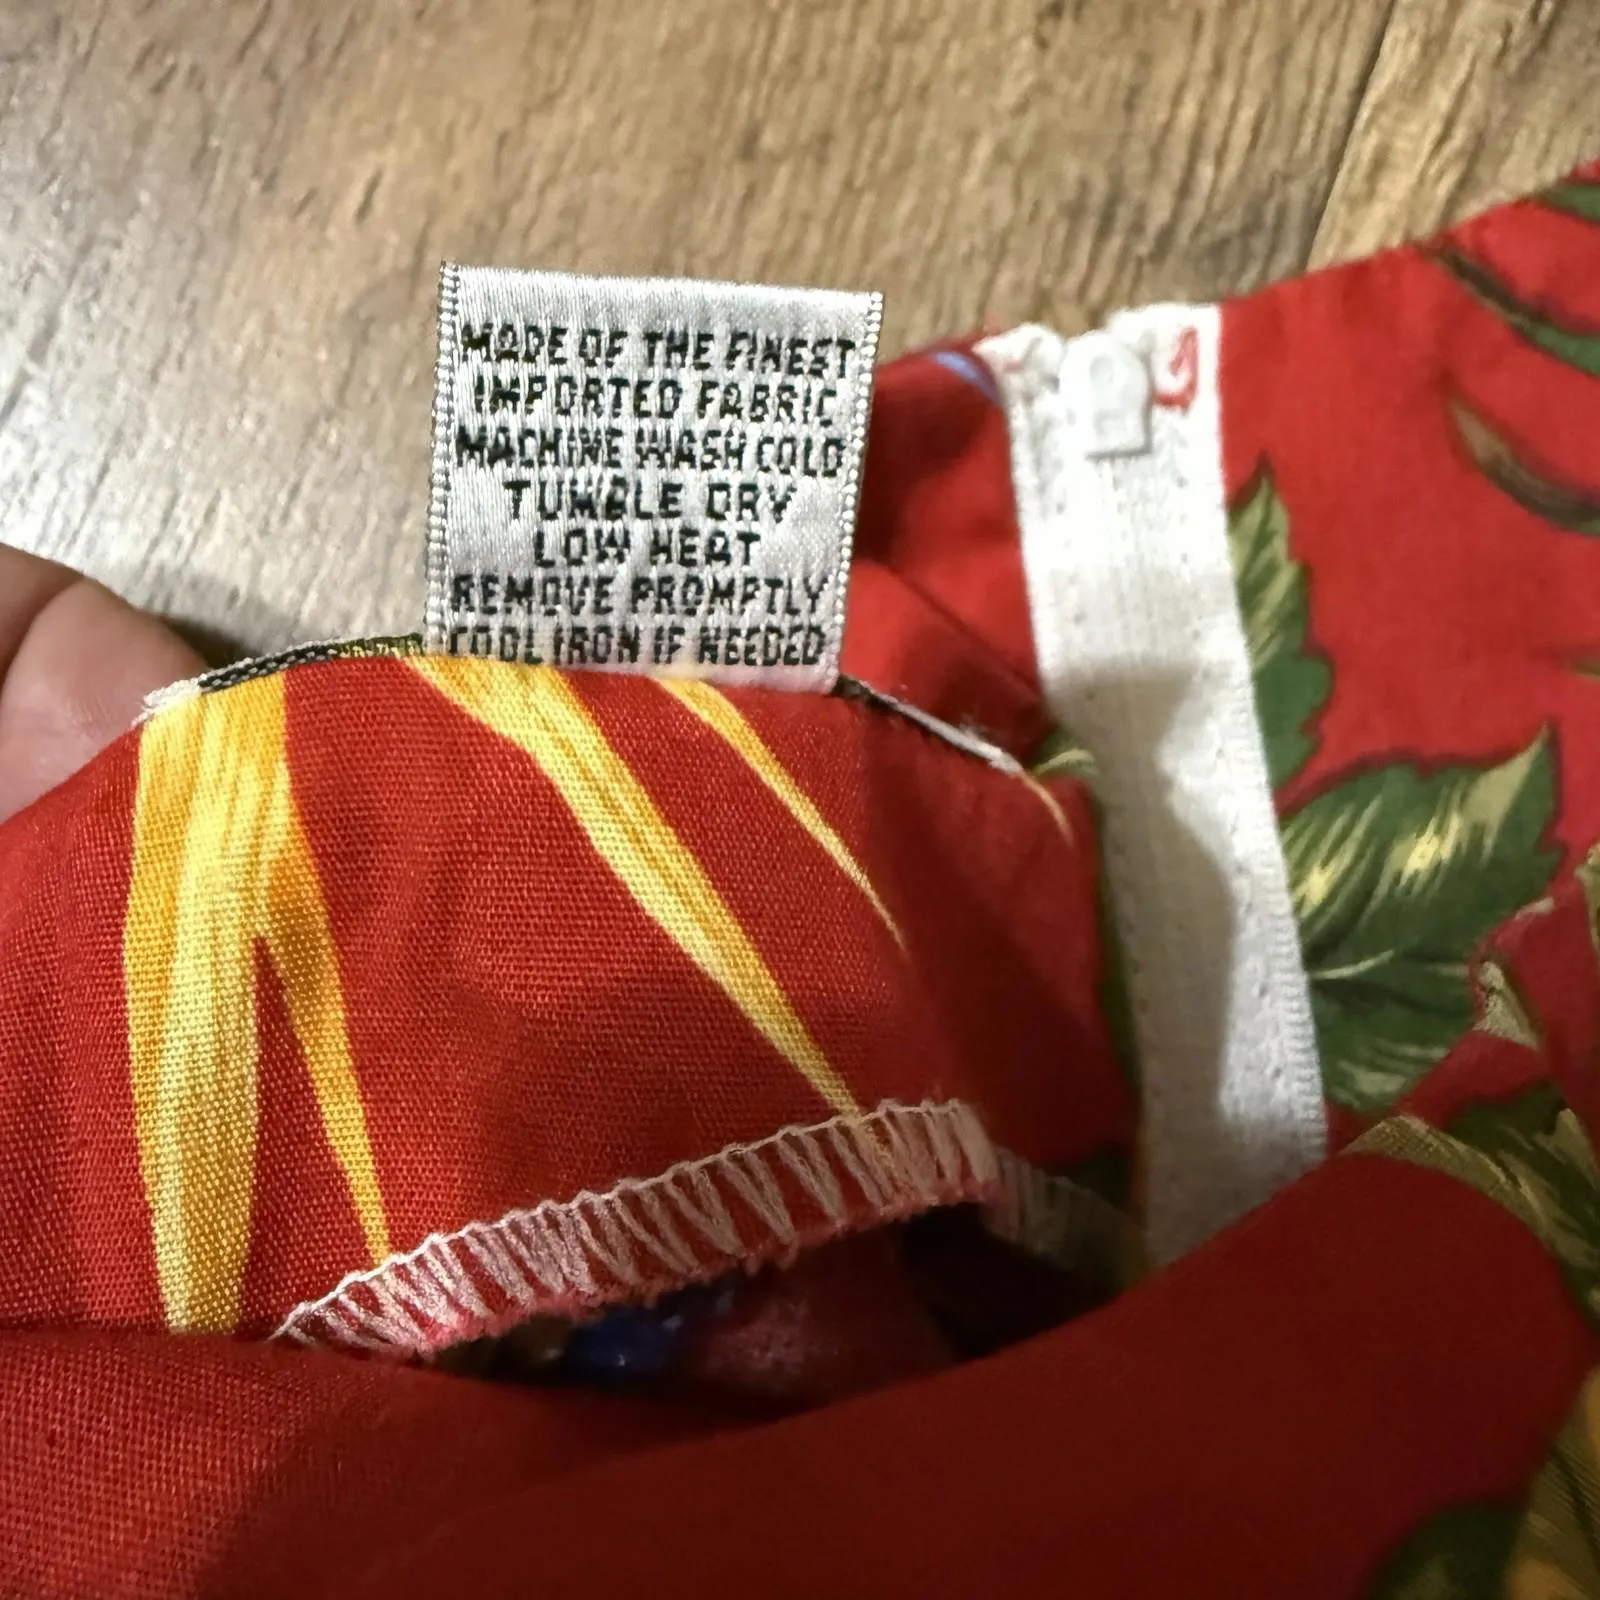 MADE OF THE FINEST
IMPORTED FABRIC
MACHINE WASH COLD
TUMBLE DRY
LOW HEAT
REMOVE PROMPTLY
COOL IRON IF NEEDED